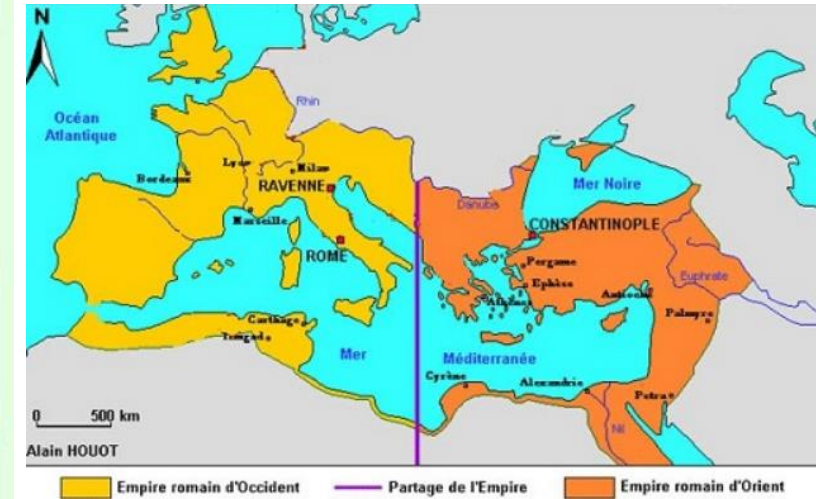 N
Océan
Atlantique
Rhin
Bordeaux
Lyon
Milan
RAVENNE
Marseille
ROME
Danube
Mer Noire
CONSTANTINOPLE
Pergame
Ephèse
Athènes
Antioche
Euphrate
Palmyre
Carthage
Timgad
Mer
Méditerranée
Cyrène
Alexandrie
Petra
Nil
0 500 km
Alain HOUOT
Empire romain d'Occident
Partage de l'Empire
Empire romain d'Orient